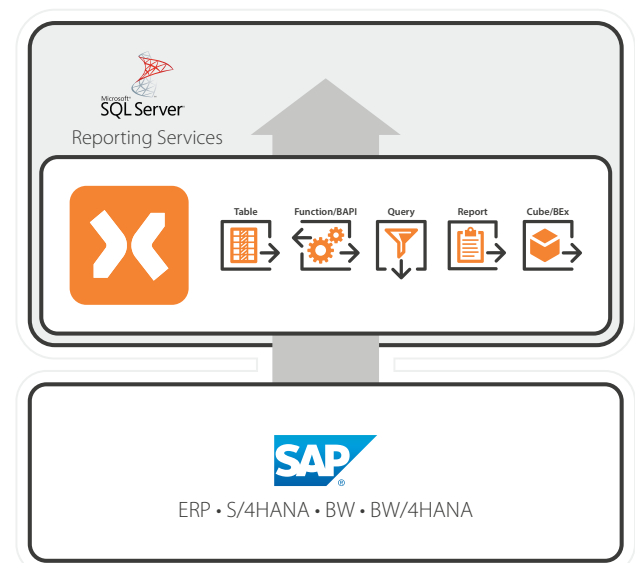 Microsoft®
SQL Server®
Reporting Services
Table
Function/BAPI
Query
Report
Cube/BEx
SAP®
ERP • S/4HANA • BW • BW/4HANA